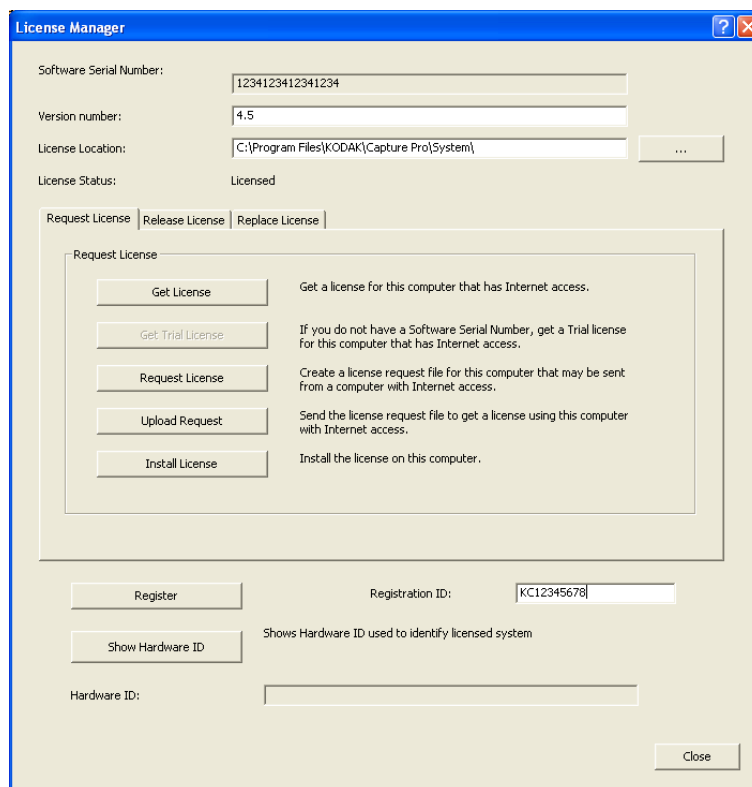 License Manager
Software Serial Number:
1234123412341234
Version number:
4.5
License Location:
C:\Program Files\KODAK\Capture Pro\System\
...
License Status:
Licensed
Request License
Release License
Replace License
Request License
Get License
Get a license for this computer that has Internet access.
Get Trial License
If you do not have a Software Serial Number, get a Trial license
for this computer that has Internet access.
Request License
Create a license request file for this computer that may be sent
from a computer with Internet access.
Upload Request
Send the license request file to get a license using this computer
with Internet access.
Install License
Install the license on this computer.
Register
Registration ID:
KC12345678
Show Hardware ID
Shows Hardware ID used to identify licensed system
Hardware ID:
Close